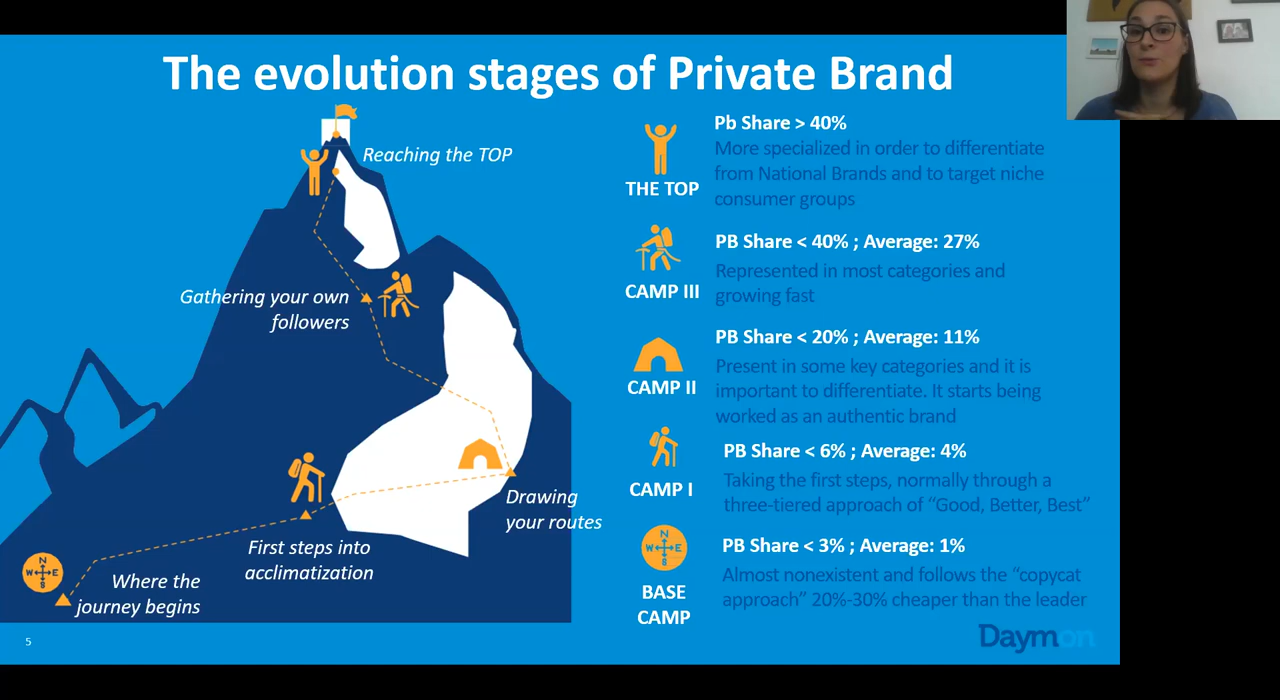 The evolution stages of Private Brand
Reaching the TOP
Gathering your own
followers
Drawing
your routes
First steps into
acclimatization
Where the
journey begins
N
W E
S
THE TOP
Pb Share > 40%
More specialized in order to differentiate
from National Brands and to target niche
consumer groups
CAMP III
PB Share < 40% ; Average: 27%
Represented in most categories and
growing fast
CAMP II
PB Share < 20% ; Average: 11%
Present in some key categories and it is
important to differentiate. It starts being
worked as an authentic brand
CAMP I
PB Share < 6% ; Average: 4%
Taking the first steps, normally through a
three-tiered approach of “Good, Better, Best”
N
W E
S
BASE
CAMP
PB Share < 3% ; Average: 1%
Almost nonexistent and follows the “copycat
approach” 20%-30% cheaper than the leader
5
Daymon